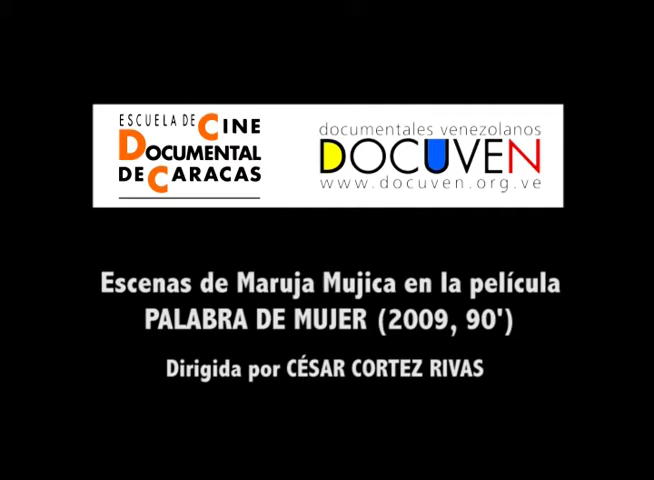 ESCUELA DE CINE
DOCUMENTAL
DE CARACAS
documentales venezolanos
DOCUVEN
www.docuven.org.ve
Escenas de Maruja Mujica en la película
PALABRA DE MUJER (2009, 90')
Dirigida por CÉSAR CORTEZ RIVAS